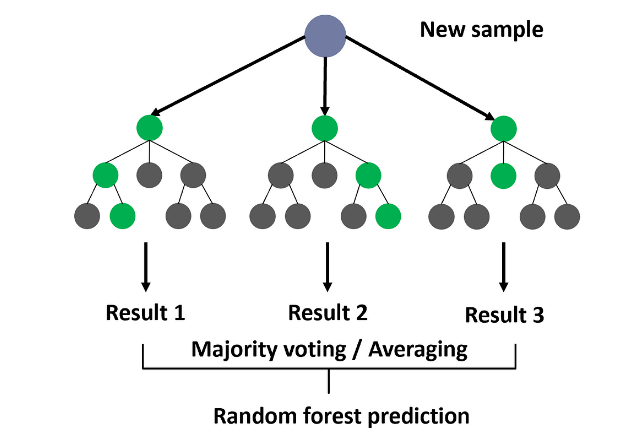 New sample
Result 1
Result 2
Result 3
Majority voting / Averaging
Random forest prediction